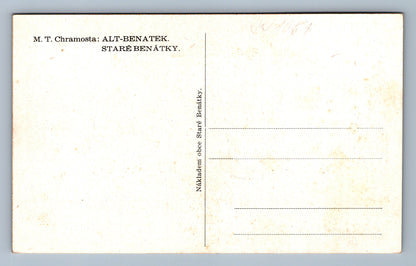 M. T. Chramosta: ALT-BENATEK.
STARÉ BENÁTKY.
Nákladem obce Staré Benátky.